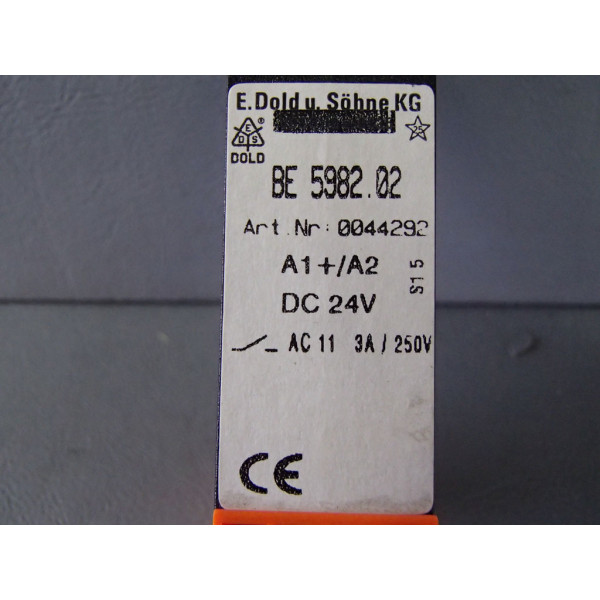 E.Dold u. Söhne KG
E
D S
®
DOLD
25
BE 5982.02
Art.Nr: 0044292
A1+/A2
DC 24V
S15
AC 11 3A / 250V
CE